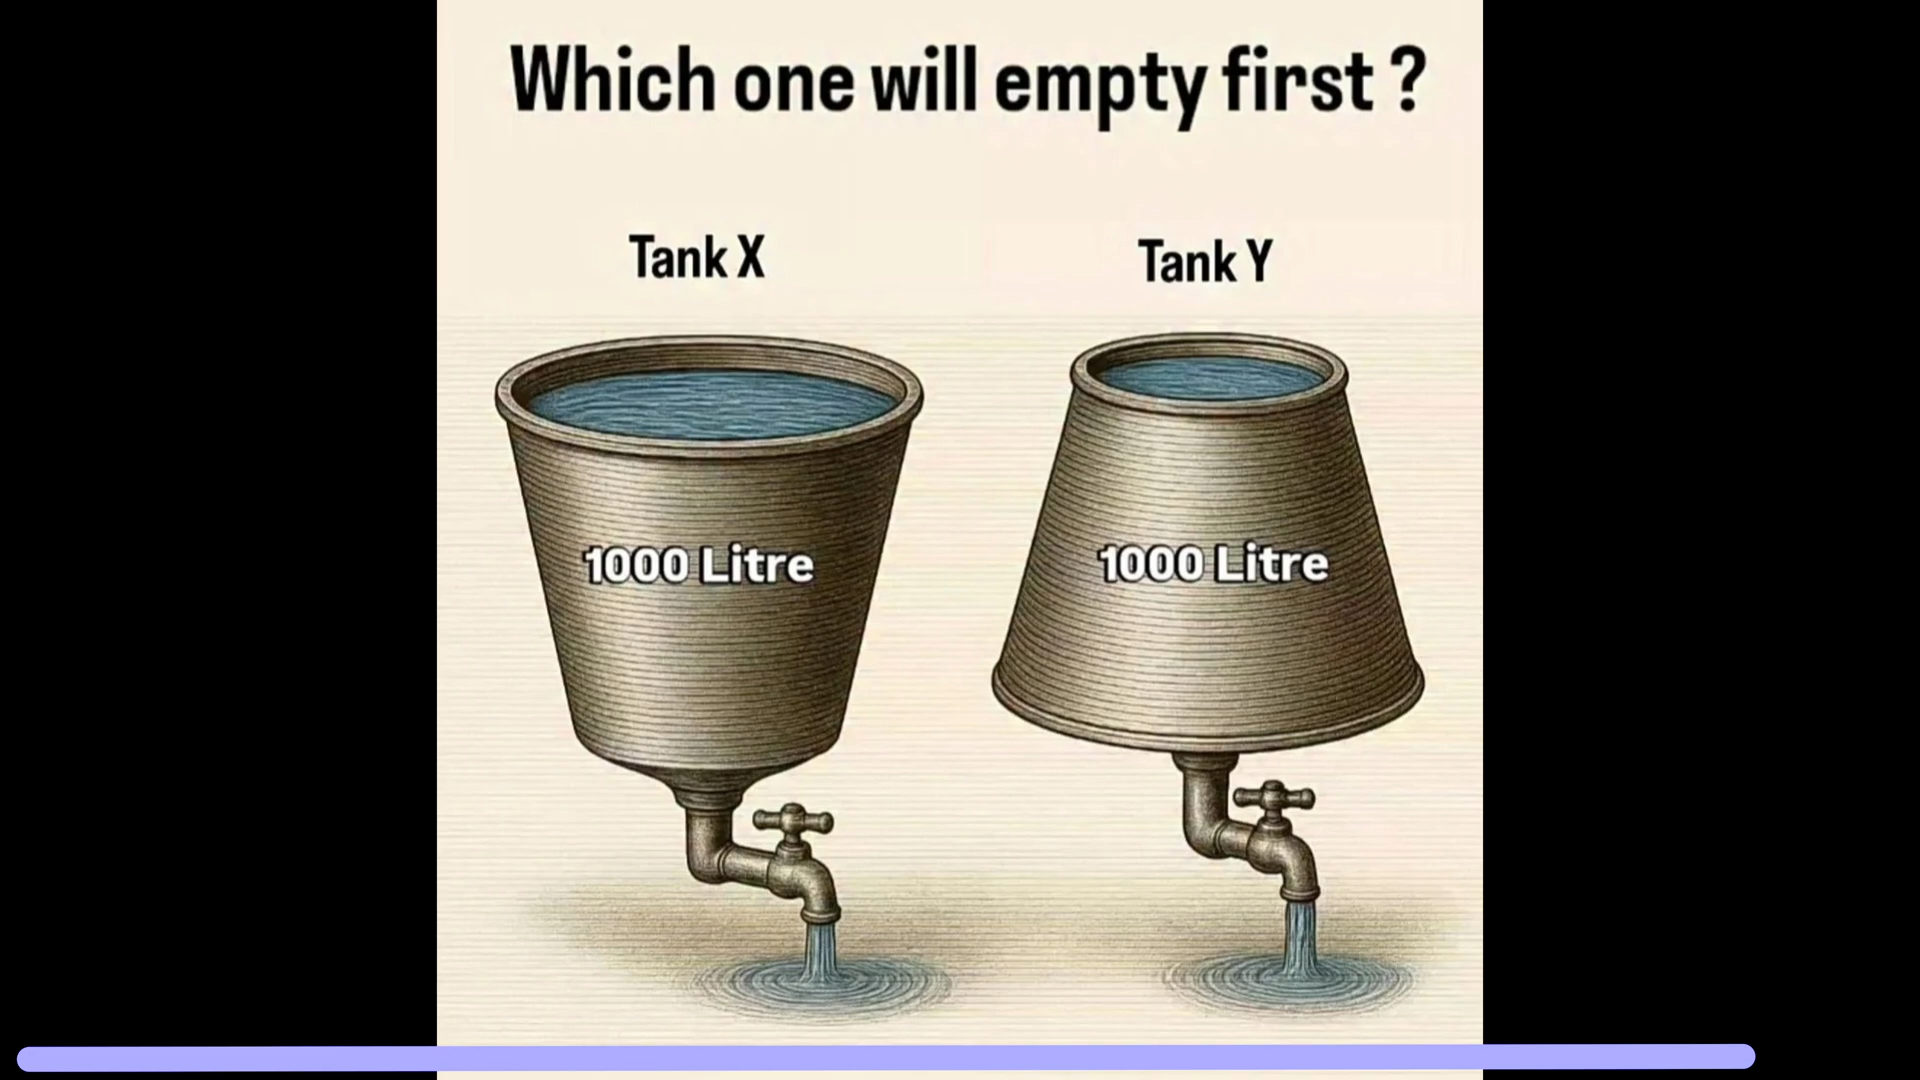 Which one will empty first ?
Tank X
Tank Y
1000 Litre
1000 Litre